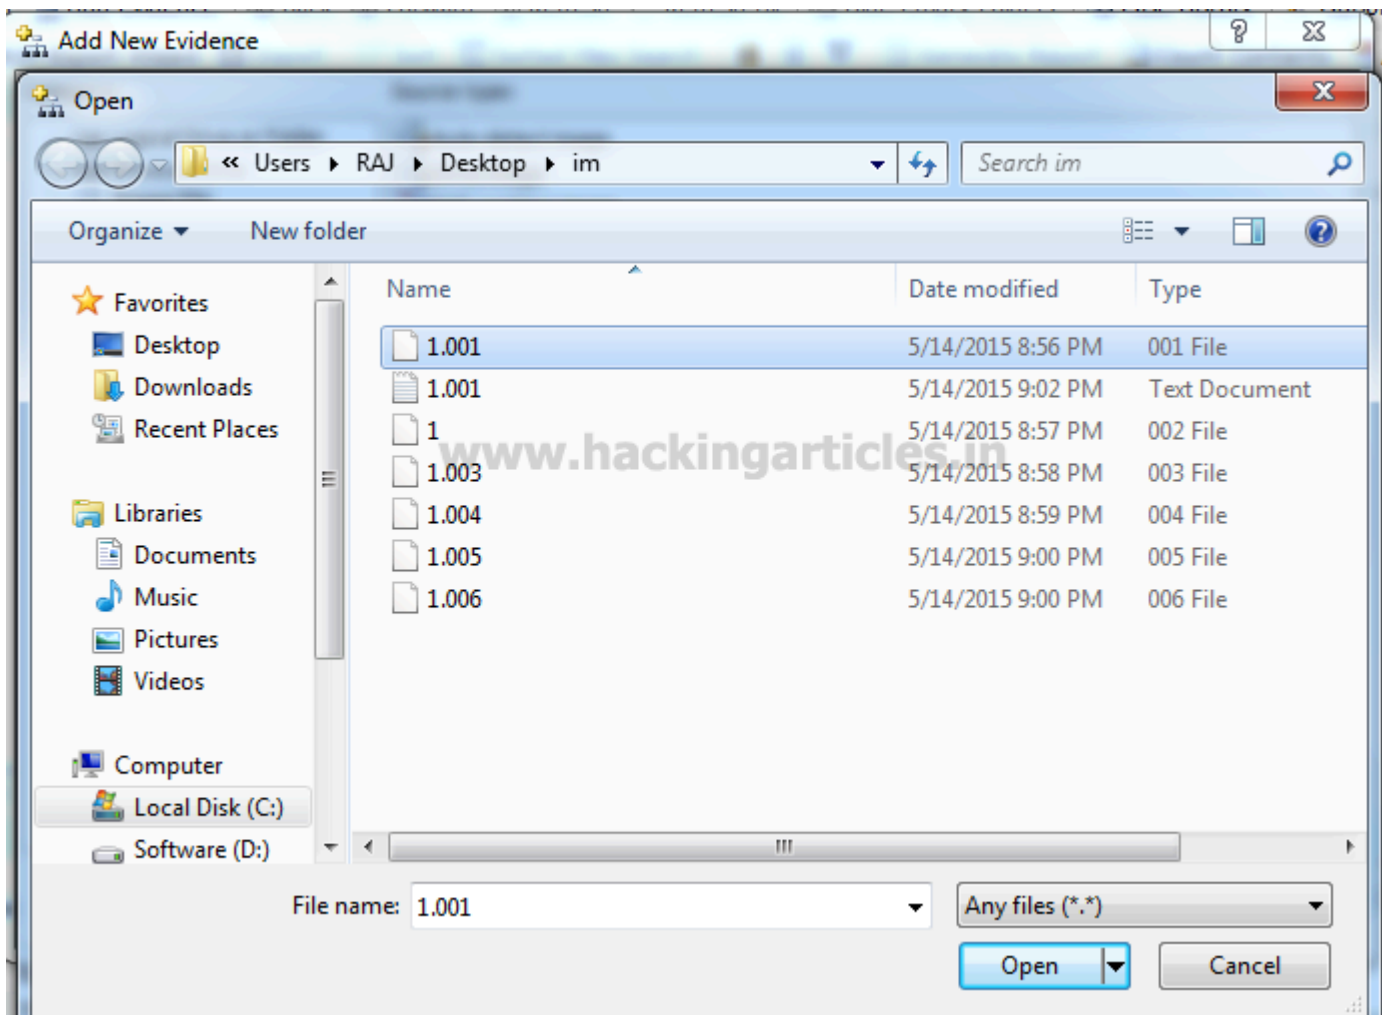 Add New Evidence
Open
« Users ▸ RAJ ▸ Desktop ▸ im
Search im
Organize ▾ New folder
Name Date modified Type
Favorites
Desktop
Downloads
Recent Places
Libraries
Documents
Music
Pictures
Videos
Computer
Local Disk (C:)
Software (D:)
1.001 5/14/2015 8:56 PM 001 File
1.001 5/14/2015 9:02 PM Text Document
1 5/14/2015 8:57 PM 002 File
www.hackingarticles.in
1.003 5/14/2015 8:58 PM 003 File
1.004 5/14/2015 8:59 PM 004 File
1.005 5/14/2015 9:00 PM 005 File
1.006 5/14/2015 9:00 PM 006 File
File name: 1.001 Any files (*.*)
Open Cancel